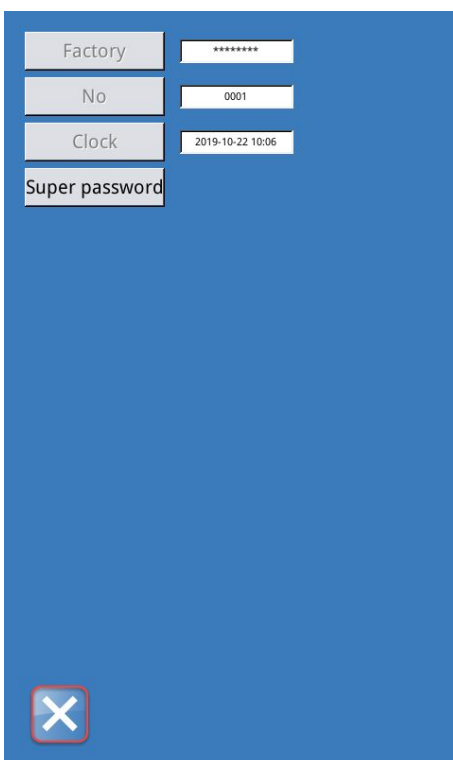 Factory ********
No 0001
Clock 2019-10-22 10:06
Super password